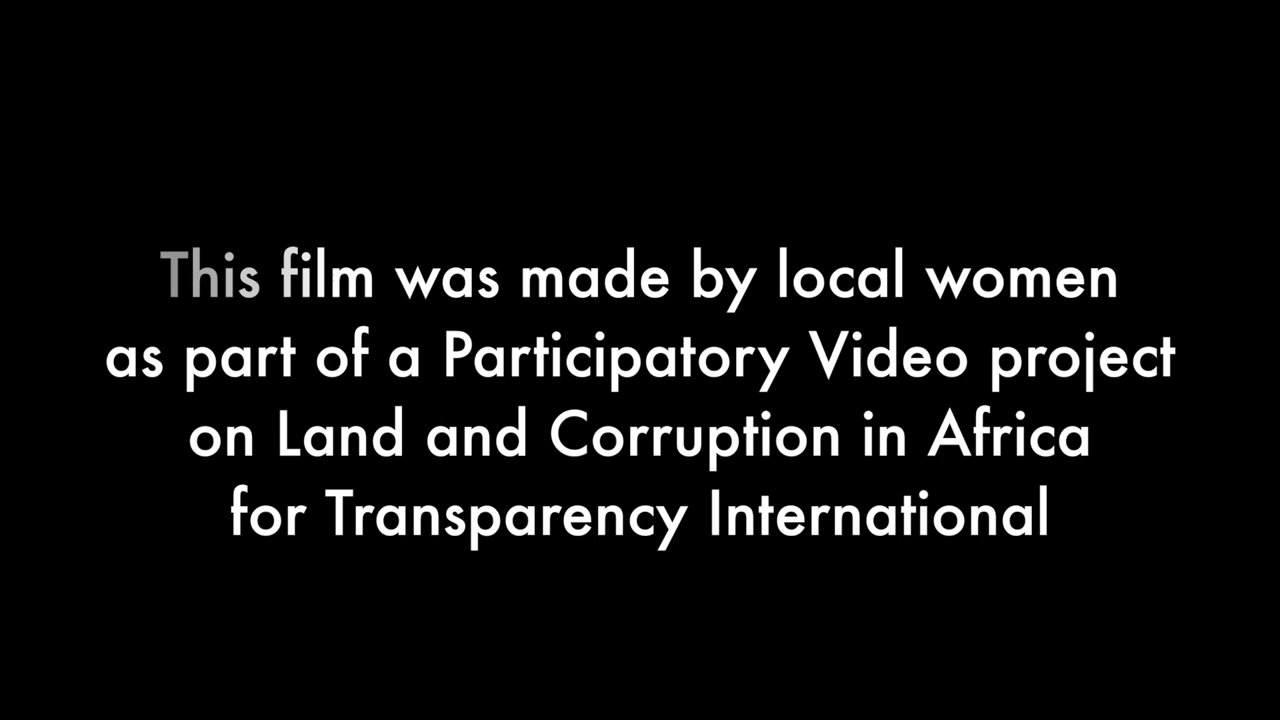 This film was made by local women
as part of a Participatory Video project
on Land and Corruption in Africa
for Transparency International